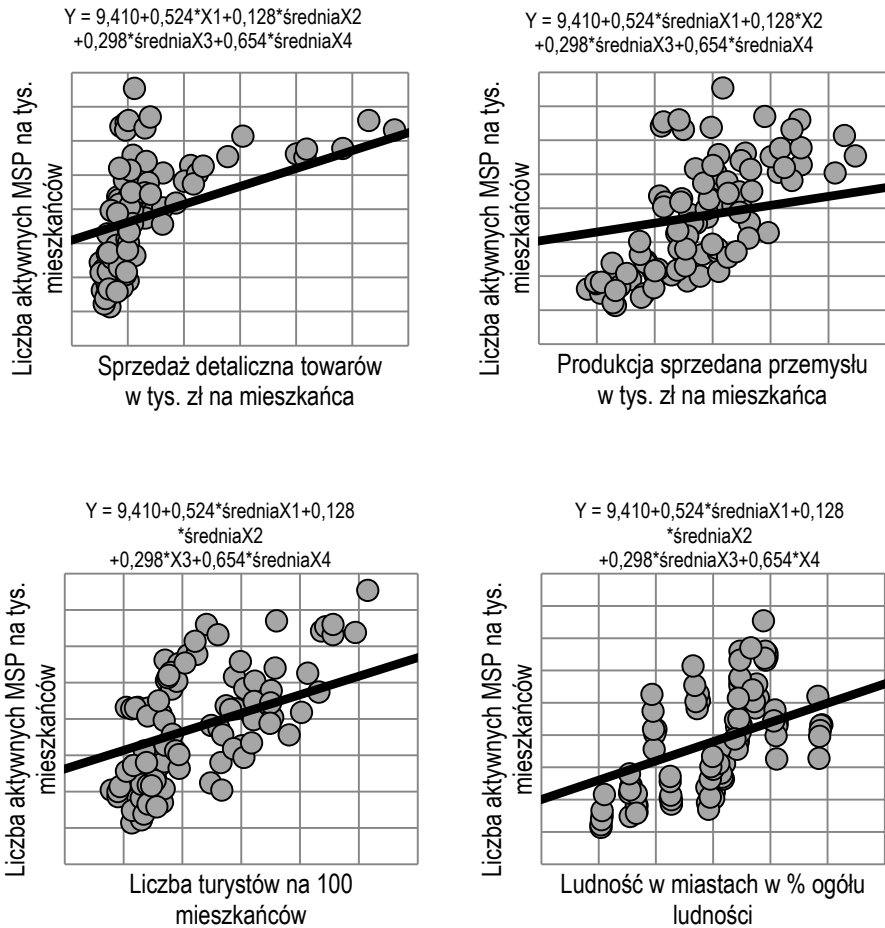 Y = 9,410+0,524*X1+0,128*średniaX2
+0,298*średniaX3+0,654*średniaX4
Liczba aktywnych MSP na tys.
mieszkańców
Sprzedaż detaliczna towarów
w tys. zł na mieszkańca
Y = 9,410+0,524*średniaX1+0,128*X2
+0,298*średniaX3+0,654*średniaX4
Liczba aktywnych MSP na tys.
mieszkańców
Produkcja sprzedana przemysłu
w tys. zł na mieszkańca
Y = 9,410+0,524*średniaX1+0,128
*średniaX2
+0,298*X3+0,654*średniaX4
Liczba aktywnych MSP na tys.
mieszkańców
Liczba turystów na 100
mieszkańców
Y = 9,410+0,524*średniaX1+0,128
*średniaX2
+0,298*średniaX3+0,654*X4
Liczba aktywnych MSP na tys.
mieszkańców
Ludność w miastach w % ogółu
ludności